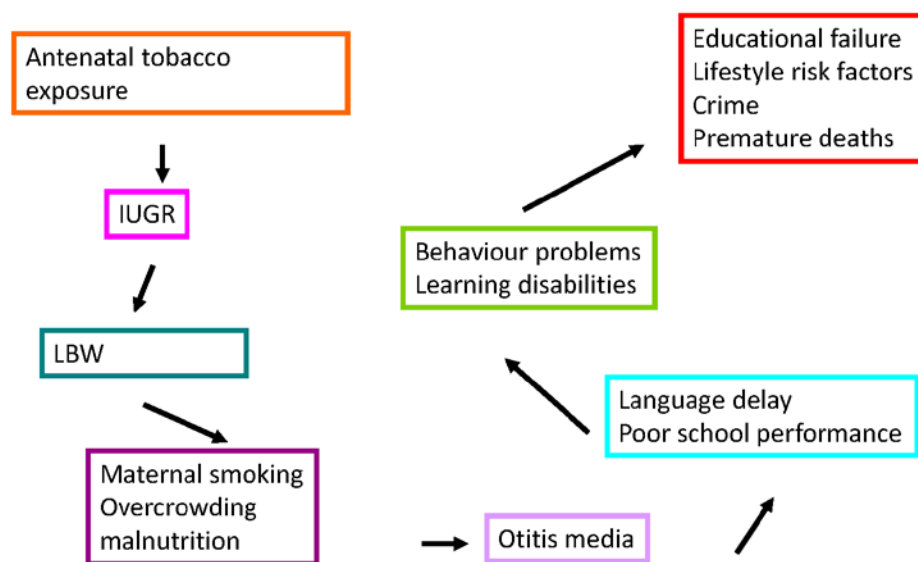 Antenatal tobacco
exposure
IUGR
LBW
Maternal smoking
Overcrowding
malnutrition
Otitis media
Language delay
Poor school performance
Behaviour problems
Learning disabilities
Educational failure
Lifestyle risk factors
Crime
Premature deaths